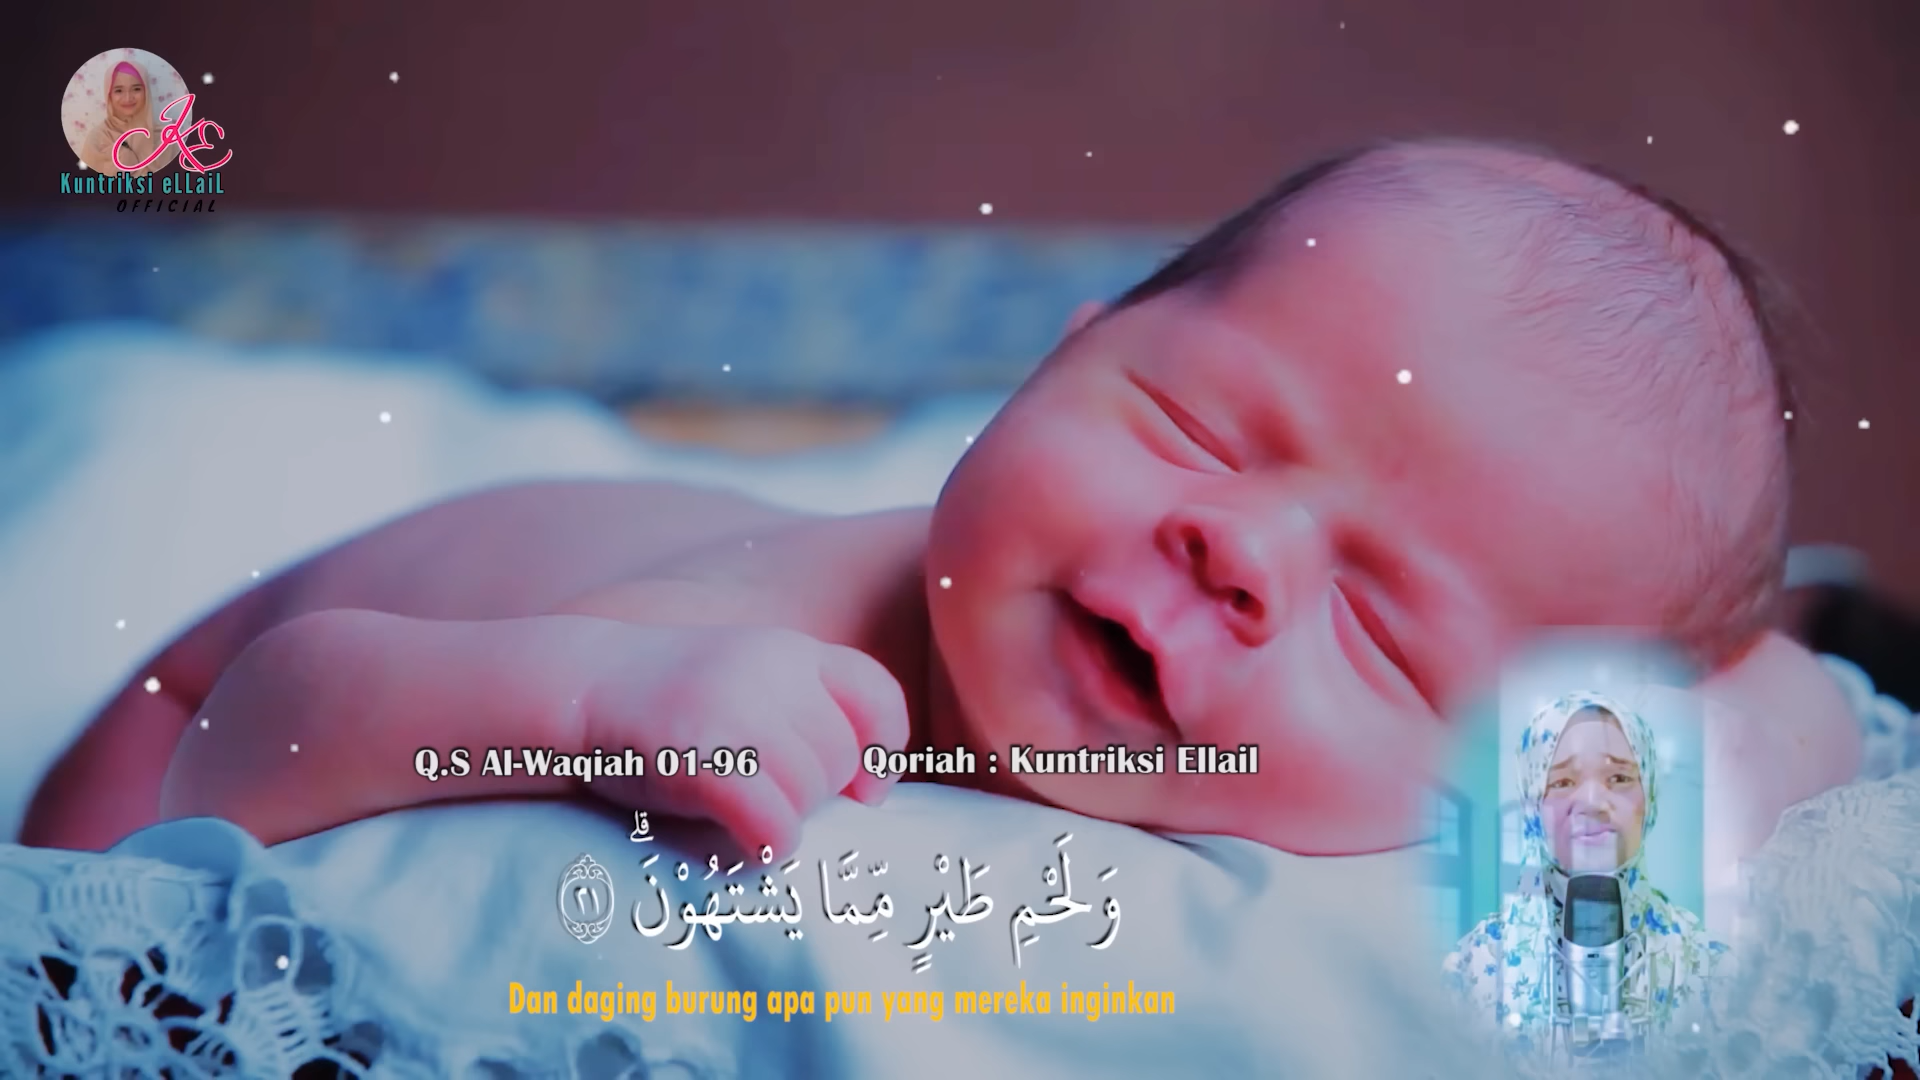 KE
Kuntriksi eLLaiL
OFFICIAL
Q.S Al-Waqiah 01-96
Qoriah : Kuntriksi Ellail
وَلَحْمِ طَيْرٍ مِّمَّا يَشْتَهُوْنَۗ ٢١
Dan daging burung apa pun yang mereka inginkan